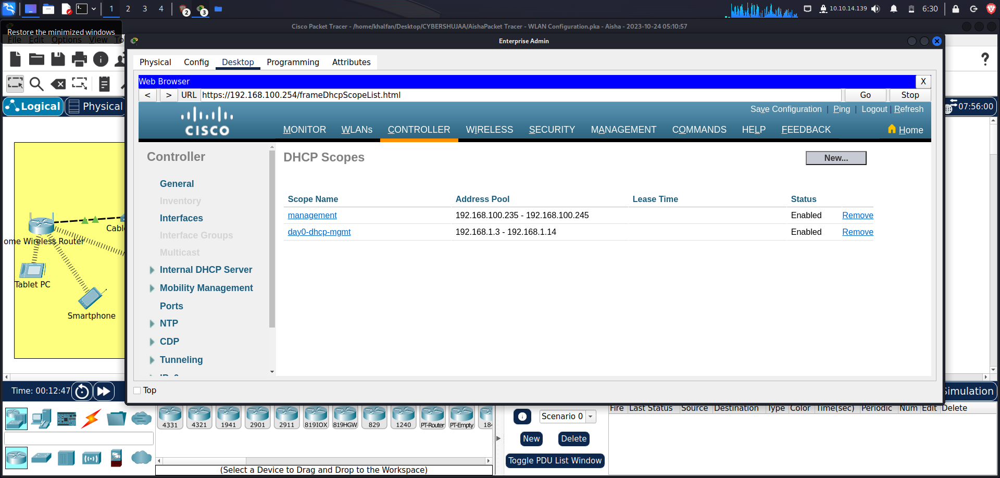 1 2 3 4 2 3 10.10.14.139 6:30
Cisco Packet Tracer - /home/khalfan/Desktop/CYBERSHUJAA/AishaPacket Tracer - WLAN Configuration.pka - Aisha - 2023-10-24 05:10:57
Restore the minimized windows
File Edit Options View To
Enterprise Admin
Physical Config Desktop Programming Attributes
Web Browser X
< > URL https://192.168.100.254/frameDhcpScopeList.html Go Stop
Logical Physical 07:56:00
Save Configuration | Ping | Logout | Refresh
CISCO
MONITOR WLANs CONTROLLER WIRELESS SECURITY MANAGEMENT COMMANDS HELP FEEDBACK Home
Controller
General
Inventory
Interfaces
Interface Groups
Multicast
Internal DHCP Server
Mobility Management
Ports
NTP
CDP
Tunneling
DHCP Scopes New...
Scope Name Address Pool Lease Time Status
management 192.168.100.235 - 192.168.100.245 Enabled Remove
day0-dhcp-mgmt 192.168.1.3 - 192.168.1.14 Enabled Remove
Cabl
ome Wireless Router
Tablet PC
Smartphone
Top
Time: 00:12:47 Simulation
4331 4321 1941 2901 2911 819IOX 819HGW 829 1240 PT-Router PT-Empty 184
(Select a Device to Drag and Drop to the Workspace)
Scenario 0
New Delete
Toggle PDU List Window
Fire Last Status Source Destination Type Color Time(sec) Periodic Num Edit Delete